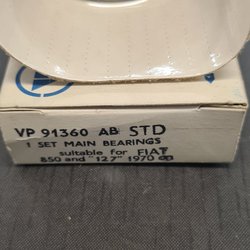 VP 91360 AB STD
1 SET MAIN BEARINGS
suitable for FIAT
850 and "127" 1970